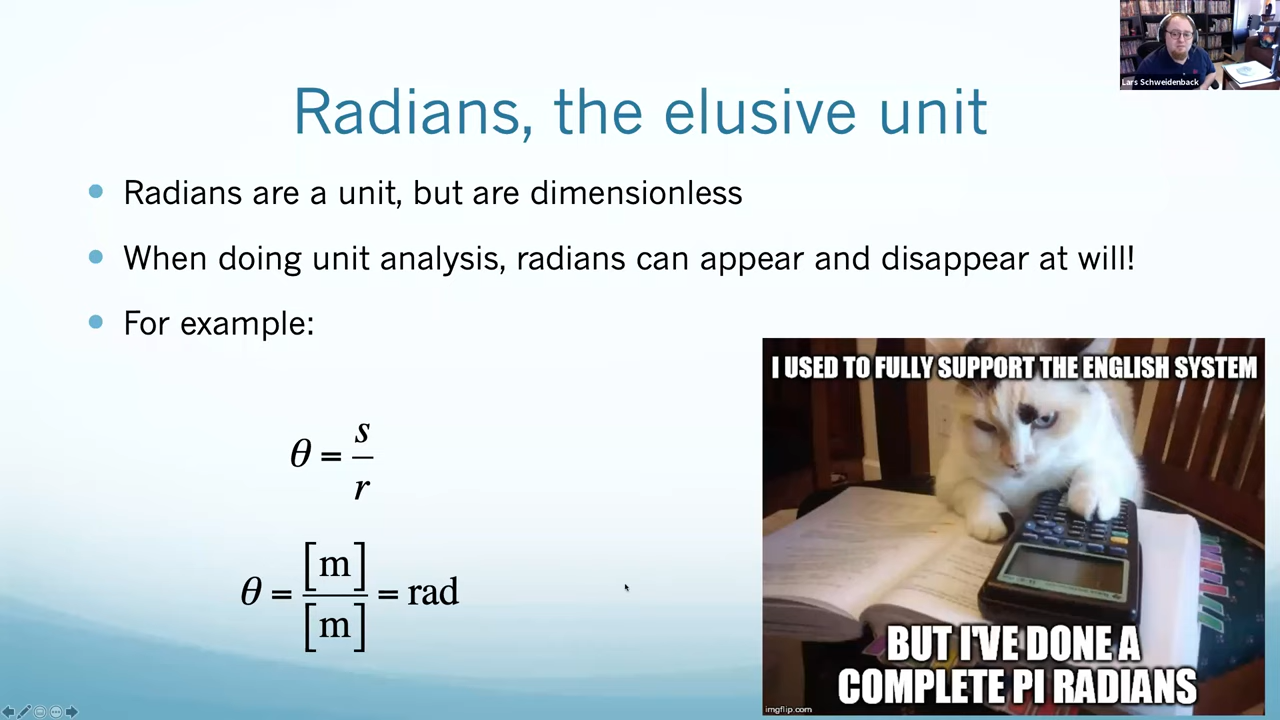 Lars Schweidenback
Radians, the elusive unit
• Radians are a unit, but are dimensionless
• When doing unit analysis, radians can appear and disappear at will!
• For example:
θ = s/r
θ = [m]/[m] = rad
I USED TO FULLY SUPPORT THE ENGLISH SYSTEM
BUT I'VE DONE A
COMPLETE PI RADIANS
imgflip.com